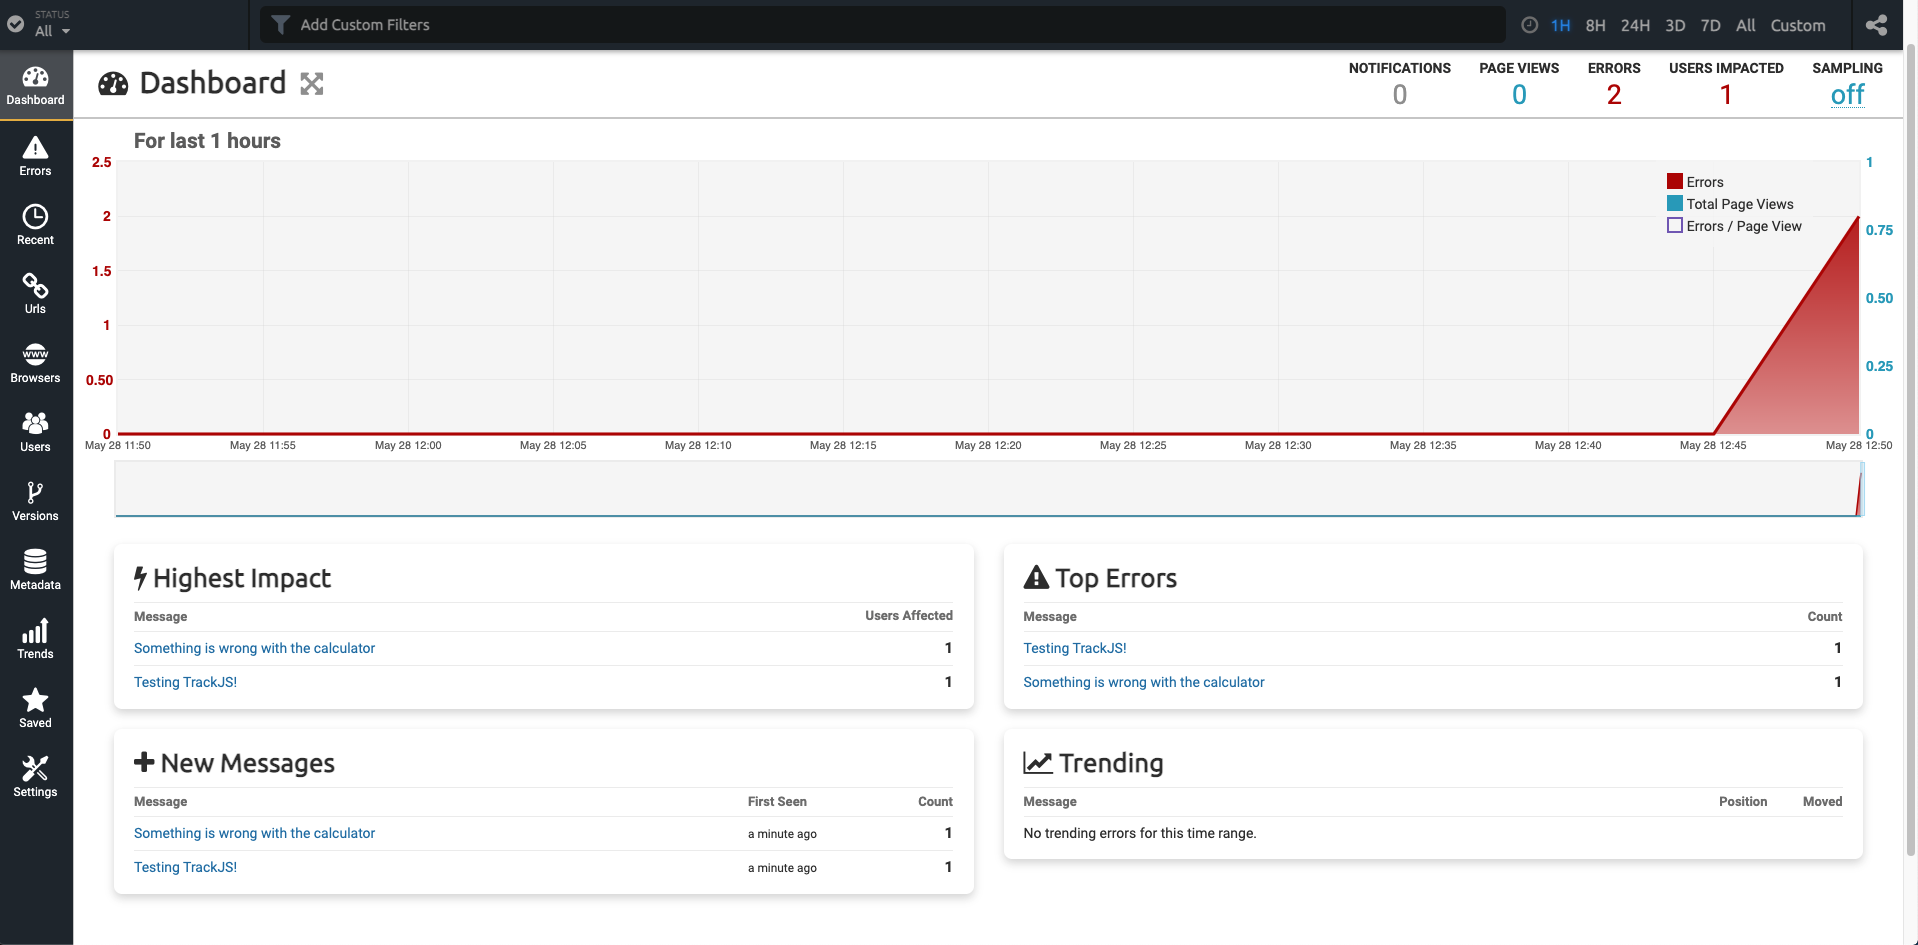 STATUS
All
Add Custom Filters
1H 8H 24H 3D 7D All Custom
Dashboard
Errors
Recent
Urls
www
Browsers
Users
Versions
Metadata
Trends
Saved
Settings
Dashboard
NOTIFICATIONS PAGE VIEWS ERRORS USERS IMPACTED SAMPLING
0 0 2 1 off
For last 1 hours
2.5
2
1.5
1
0.50
0
1
0.75
0.50
0.25
0
Errors
Total Page Views
Errors / Page View
May 28 11:50 May 28 11:55 May 28 12:00 May 28 12:05 May 28 12:10 May 28 12:15 May 28 12:20 May 28 12:25 May 28 12:30 May 28 12:35 May 28 12:40 May 28 12:45 May 28 12:50
Highest Impact
Message Users Affected
Something is wrong with the calculator 1
Testing TrackJS! 1
Top Errors
Message Count
Testing TrackJS! 1
Something is wrong with the calculator 1
New Messages
Message First Seen Count
Something is wrong with the calculator a minute ago 1
Testing TrackJS! a minute ago 1
Trending
Message Position Moved
No trending errors for this time range.